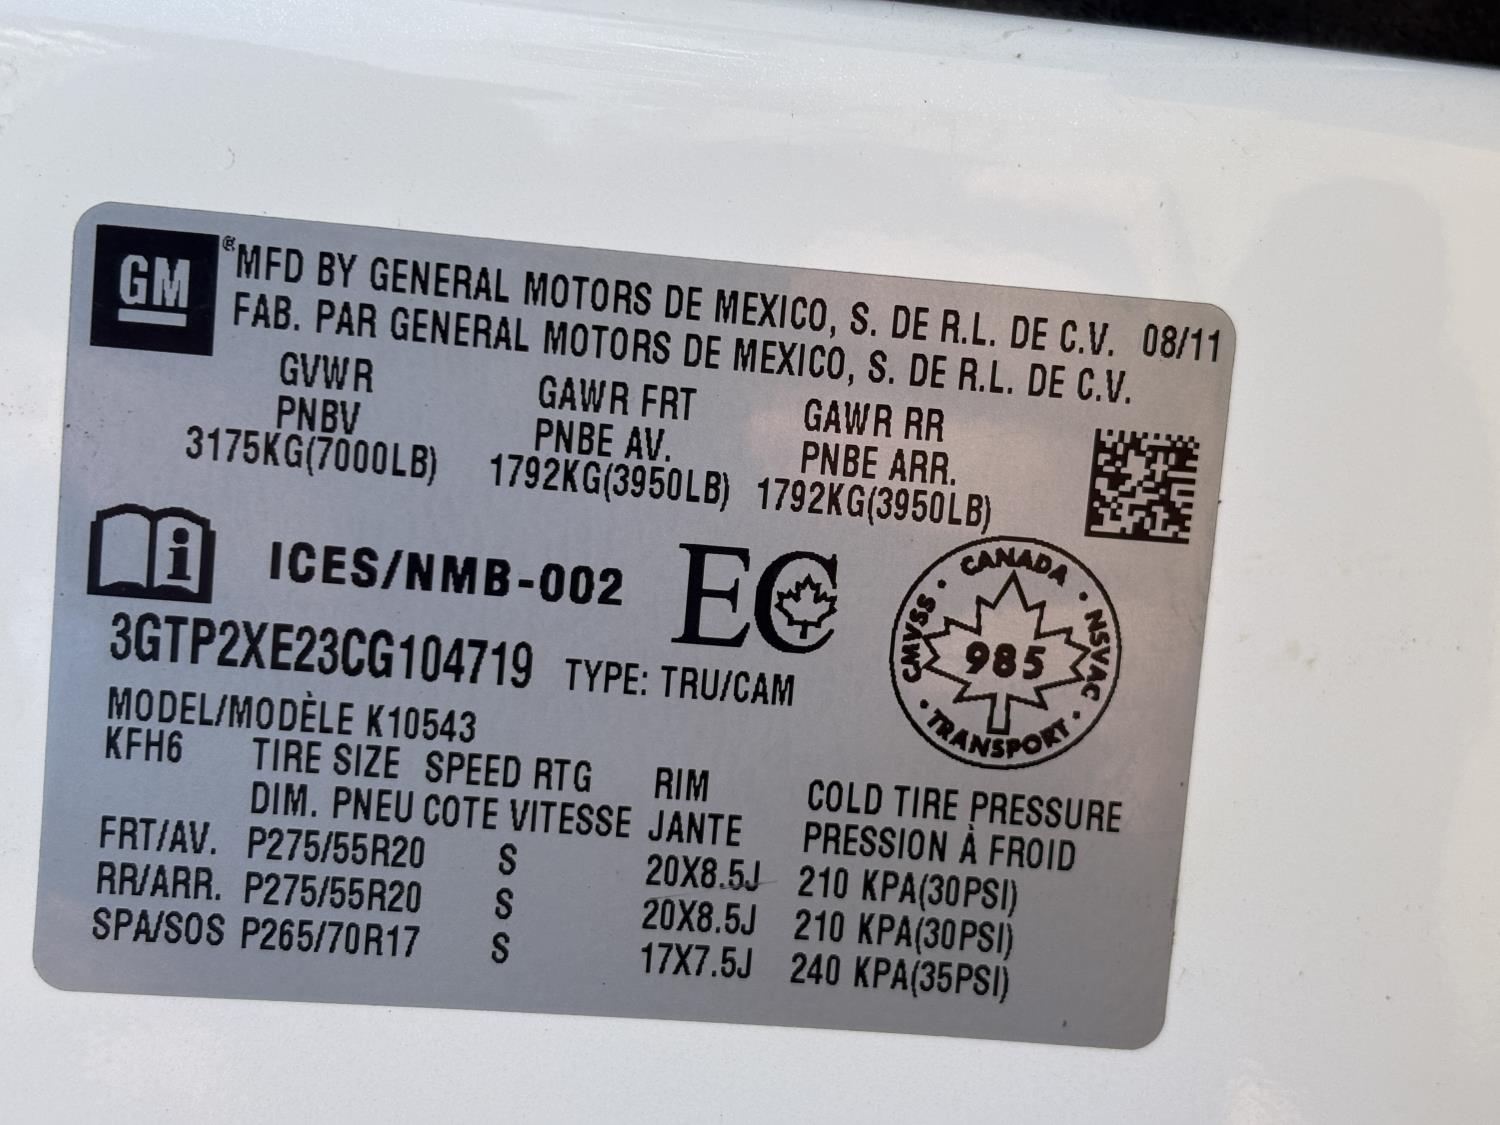 GM ® MFD BY GENERAL MOTORS DE MEXICO, S. DE R.L. DE C.V. 08/11
FAB. PAR GENERAL MOTORS DE MEXICO, S. DE R.L. DE C.V.
GVWR GAWR FRT GAWR RR
PNBV PNBE AV. PNBE ARR.
3175KG(7000LB) 1792KG(3950LB) 1792KG(3950LB)
i ICES/NMB-002 EC
CANADA
CMVSS 985 NSVAC
TRANSPORT
3GTP2XE23CG104719 TYPE: TRU/CAM
MODEL/MODÈLE K10543
KFH6 TIRE SIZE SPEED RTG RIM COLD TIRE PRESSURE
DIM. PNEU COTE VITESSE JANTE PRESSION À FROID
FRT/AV. P275/55R20 S 20X8.5J 210 KPA(30PSI)
RR/ARR. P275/55R20 S 20X8.5J 210 KPA(30PSI)
SPA/SOS P265/70R17 S 17X7.5J 240 KPA(35PSI)